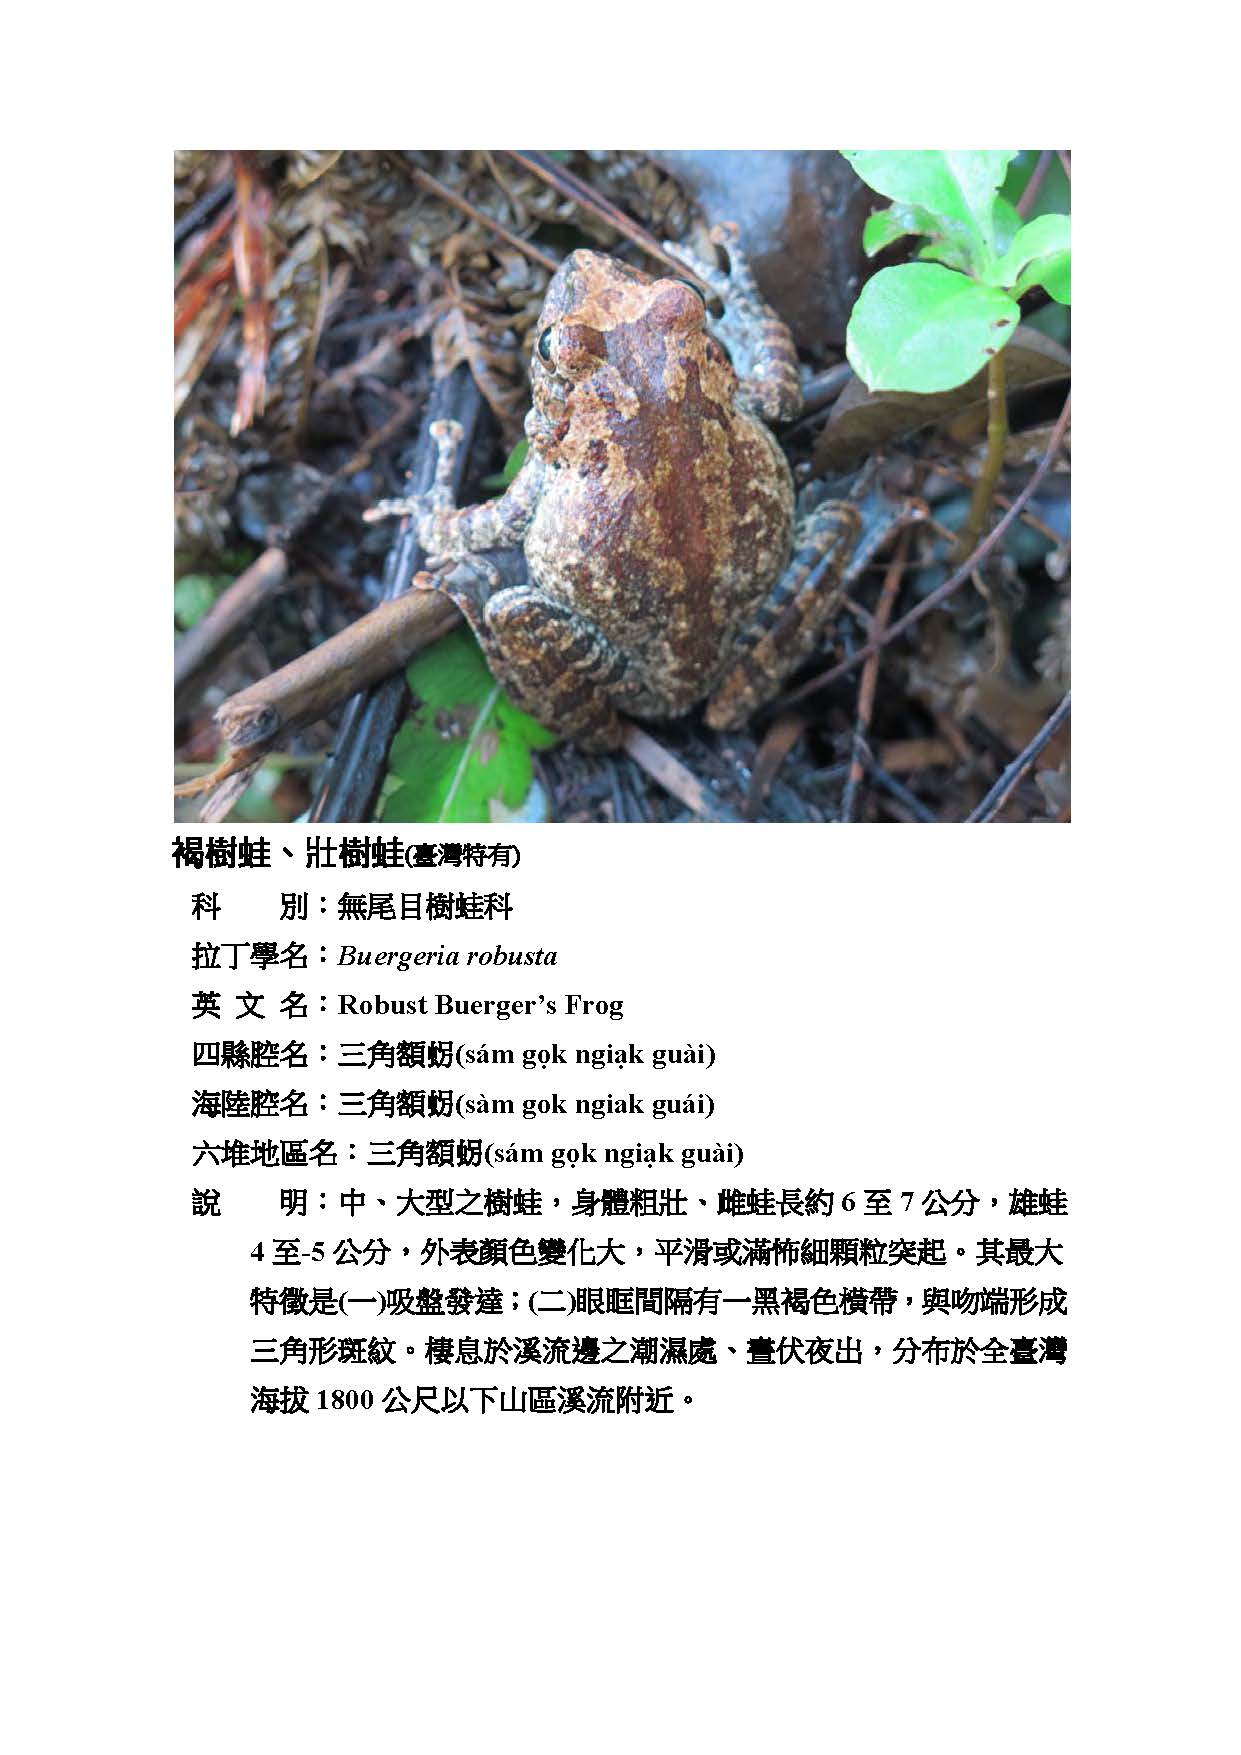 褐樹蛙、壯樹蛙(臺灣特有)
科　　別：無尾目樹蛙科
拉丁學名：Buergeria robusta
英 文 名：Robust Buerger’s Frog
四縣腔名：三角額蜴(sám gọk ngiạk guài)
海陸腔名：三角額蜴(sàm gok ngiak guái)
六堆地區名：三角額蜴(sám gọk ngiạk guài)
說　　明：中、大型之樹蛙，身體粗壯、雌蛙長約 6 至 7 公分，雄蛙
4 至-5 公分，外表顏色變化大，平滑或滿怖細顆粒突起。其最大
特徵是(一)吸盤發達；(二)眼眶間隔有一黑褐色橫帶，與吻端形成
三角形斑紋。棲息於溪流邊之潮濕處、晝伏夜出，分布於全臺灣
海拔 1800 公尺以下山區溪流附近。